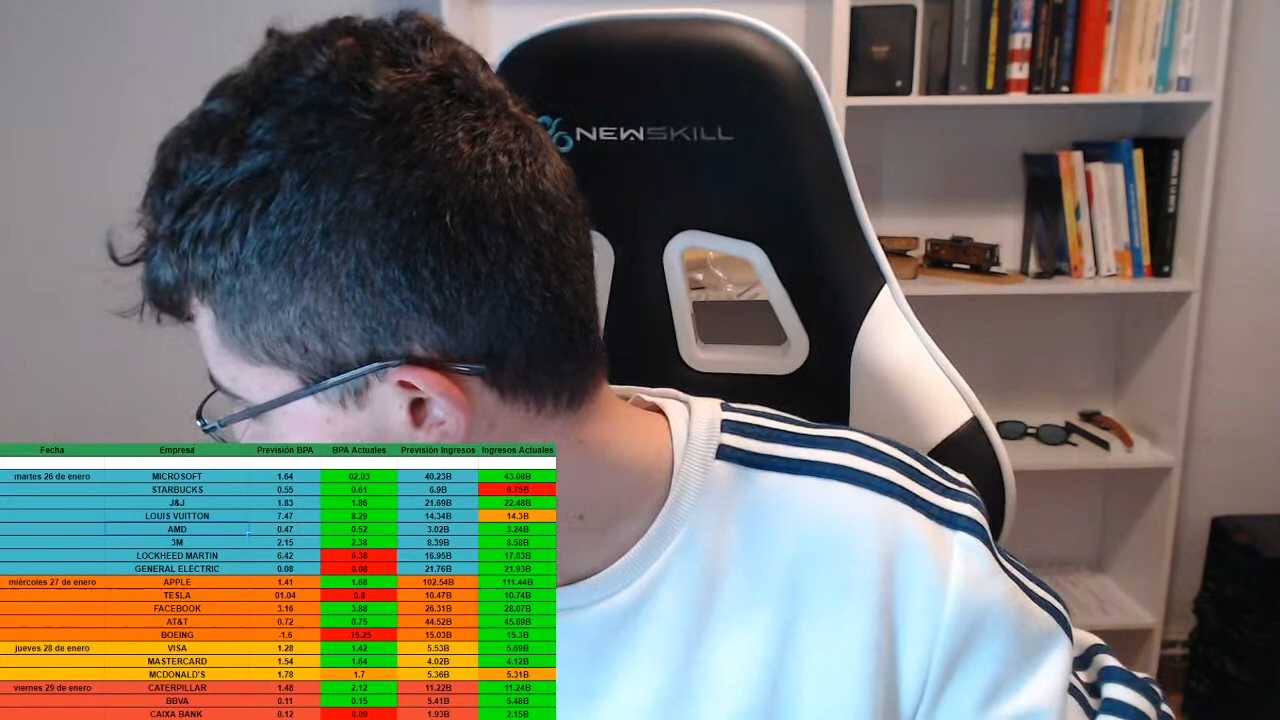 NEWSKILL
Fecha Empresa Previsión BPA BPA Actuales Previsión Ingresos Ingresos Actuales
martes 26 de enero MICROSOFT 1.64 02.03 40.23B 43.08B
STARBUCKS 0.55 0.61 6.9B 6.75B
J&J 1.83 1.86 21.69B 22.48B
LOUIS VUITTON 7.47 8.29 14.34B 14.3B
AMD 0.47 0.52 3.02B 3.24B
3M 2.15 2.38 8.39B 8.58B
LOCKHEED MARTIN 6.42 6.38 16.95B 17.03B
GENERAL ELECTRIC 0.08 0.08 21.76B 21.93B
miércoles 27 de enero APPLE 1.41 1.68 102.54B 111.44B
TESLA 01.04 0.8 10.47B 10.74B
FACEBOOK 3.16 3.88 26.31B 28.07B
AT&T 0.72 0.75 44.52B 45.69B
BOEING -1.6 -15.25 15.03B 15.3B
jueves 28 de enero VISA 1.28 1.42 5.53B 5.69B
MASTERCARD 1.54 1.64 4.02B 4.12B
MCDONALD'S 1.78 1.7 5.36B 5.31B
viernes 29 de enero CATERPILLAR 1.48 2.12 11.22B 11.24B
BBVA 0.11 0.15 5.41B 5.48B
CAIXA BANK 0.12 0.09 1.93B 2.15B